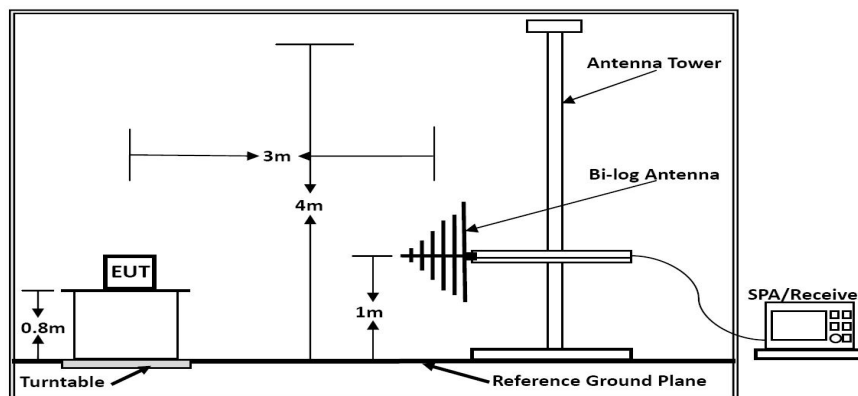 Antenna Tower
3m
Bi-log Antenna
4m
EUT
SPA/Receive
0.8m
1m
Turntable
Reference Ground Plane